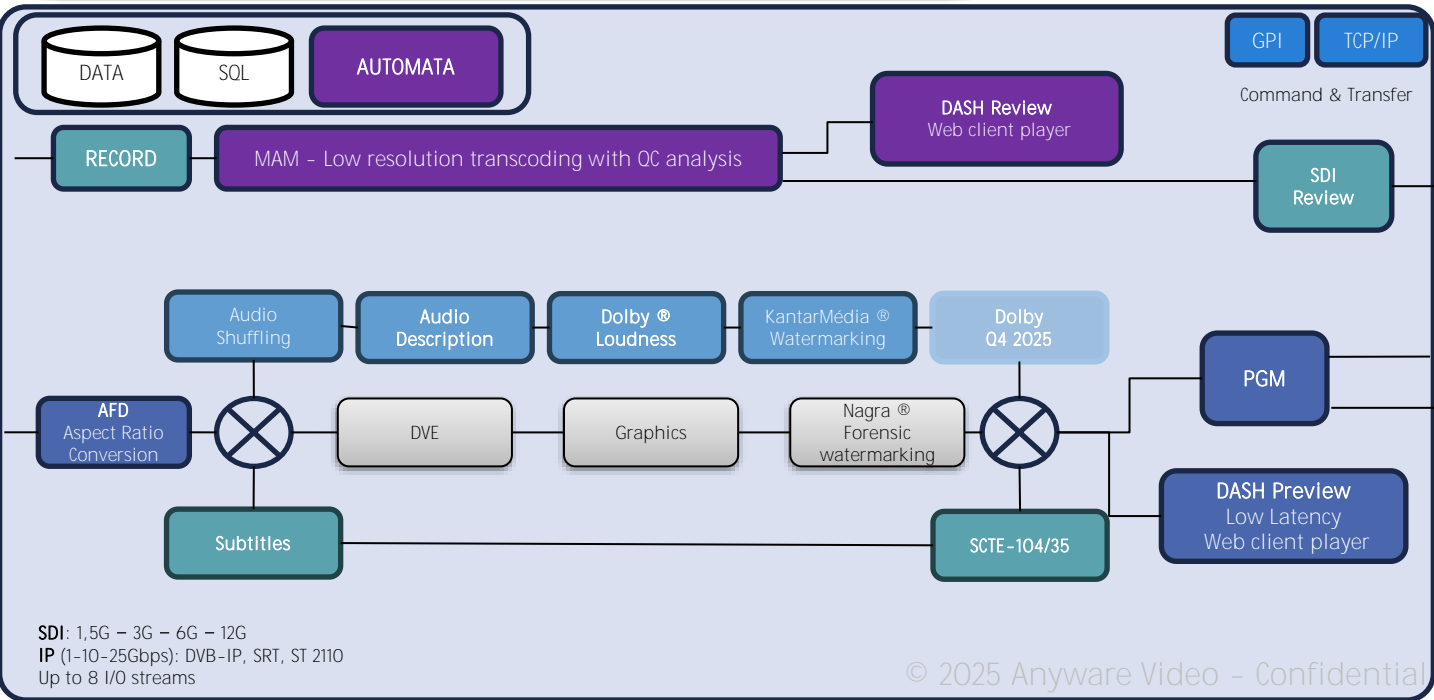 DATA
SQL
AUTOMATA
GPI
TCP/IP
Command & Transfer
DASH Review
Web client player
RECORD
MAM - Low resolution transcoding with QC analysis
SDI
Review
Audio
Shuffling
Audio
Description
Dolby ®
Loudness
KantarMédia ®
Watermarking
Dolby
Q4 2025
PGM
AFD
Aspect Ratio
Conversion
DVE
Graphics
Nagra ®
Forensic
watermarking
DASH Preview
Low Latency
Web client player
Subtitles
SCTE-104/35
SDI: 1,5G – 3G – 6G – 12G
IP (1-10-25Gbps): DVB-IP, SRT, ST 2110
Up to 8 I/O streams
© 2025 Anyware Video - Confidential